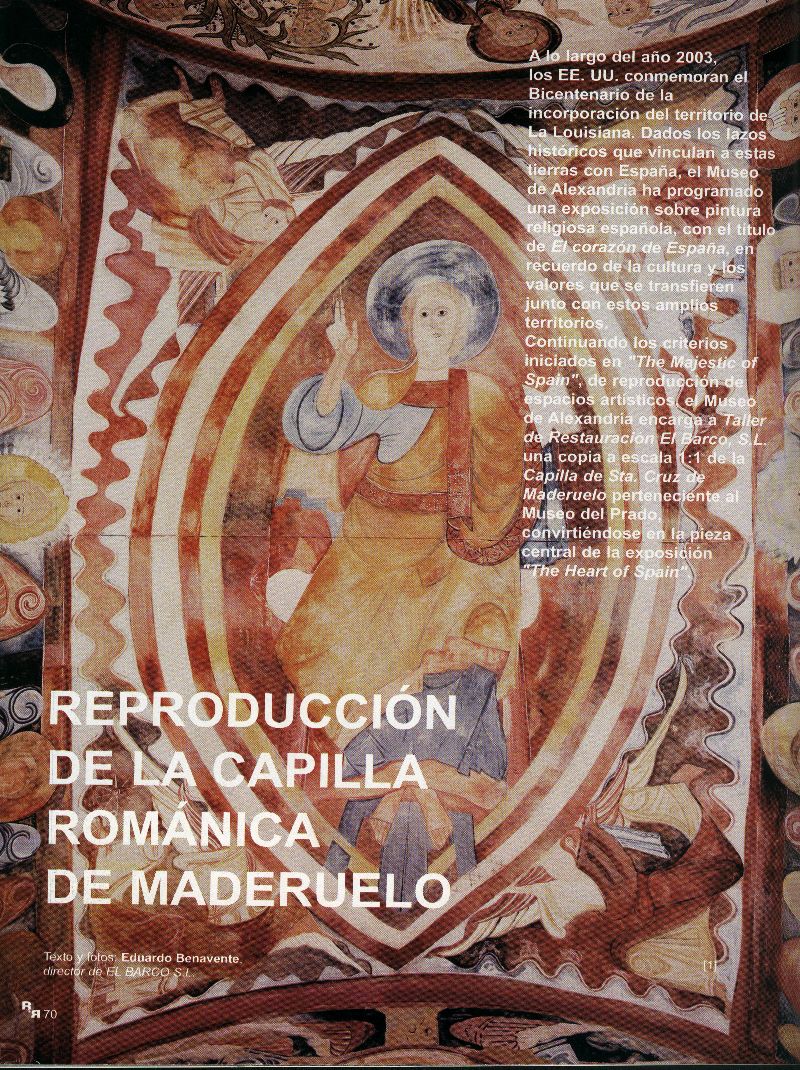 A lo largo del año 2003,
los EE. UU. conmemoran el
Bicentenario de la
incorporación del territorio de
La Louisiana. Dados los lazos
históricos que vinculan a estas
tierras con España, el Museo
de Alexandría ha programado
una exposición sobre pintura
religiosa española, con el título
de El corazón de España, en
recuerdo de la cultura y los
valores que se transfieren
junto con estos amplios
territorios.
Continuando los criterios
iniciados en "The Majestic of
Spain", de reproducción de
espacios artísticos, el Museo
de Alexandría encarga a Taller
de Restauración El Barco, S.L.
una copia a escala 1:1 de la
Capilla de Sta. Cruz de
Maderuelo perteneciente al
Museo del Prado,
convirtiéndose en la pieza
central de la exposición
"The Heart of Spain".
REPRODUCCIÓN
DE LA CAPILLA
ROMÁNICA
DE MADERUELO
Texto y fotos: Eduardo Benavente,
director de EL BARCO S.L.
[1]
RR 70